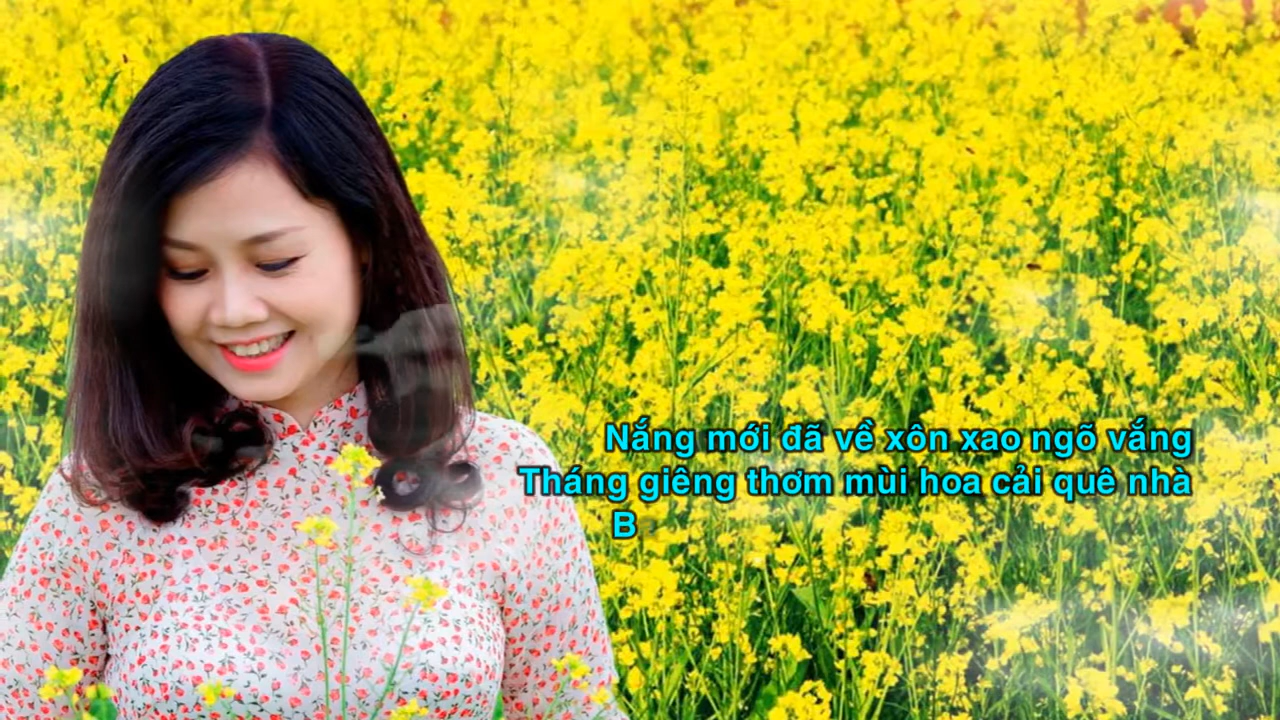 Nắng mới đã về xôn xao ngõ vắng
Tháng giêng thơm mùi hoa cải quê nhà
B